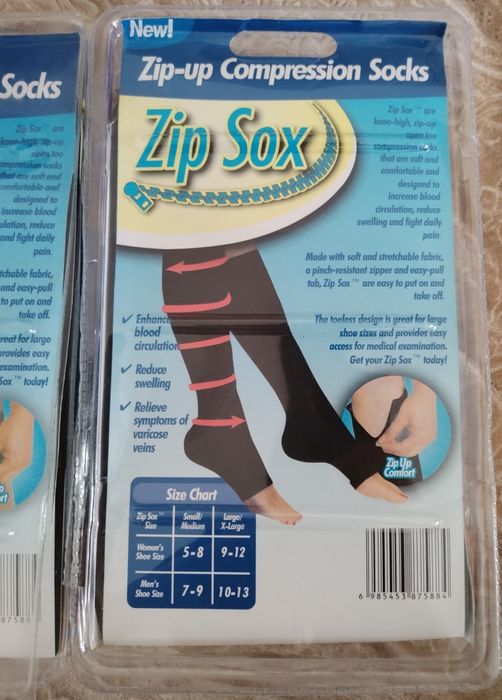 Socks
Zip Sox™ are
knee-high, zip-up
open toe
compression socks
that are soft and
comfortable and
designed to
increase blood
ulation, reduce
and fight daily
pain.
tchable fabric,
and easy-pull
to put on and
take off.
reat for large
provides easy
examination.
Sox™ today!
87588
New!
Zip-up Compression Socks
Zip Sox
Zip Sox™ are
knee-high, zip-up
open toe
compression socks
that are soft and
comfortable and
designed to
increase blood
circulation, reduce
swelling and fight daily
pain.
Made with soft and stretchable fabric,
a pinch-resistant zipper and easy-pull
tab, Zip Sox™ are easy to put on and
take off.
The toeless design is great for large
shoe sizes and provides easy
access for medical examination.
Get your Zip Sox™ today!
✓ Enhanc
blood
circulation
✓ Reduce
swelling
✓ Relieve
symptoms of
varicose
veins
Zip Up
Comfort
Size Chart
Zip Sox™ Size Small/Medium Large/X-Large
Women's Shoe Size 5-8 9-12
Men's Shoe Size 7-9 10-13
6 985453 875884